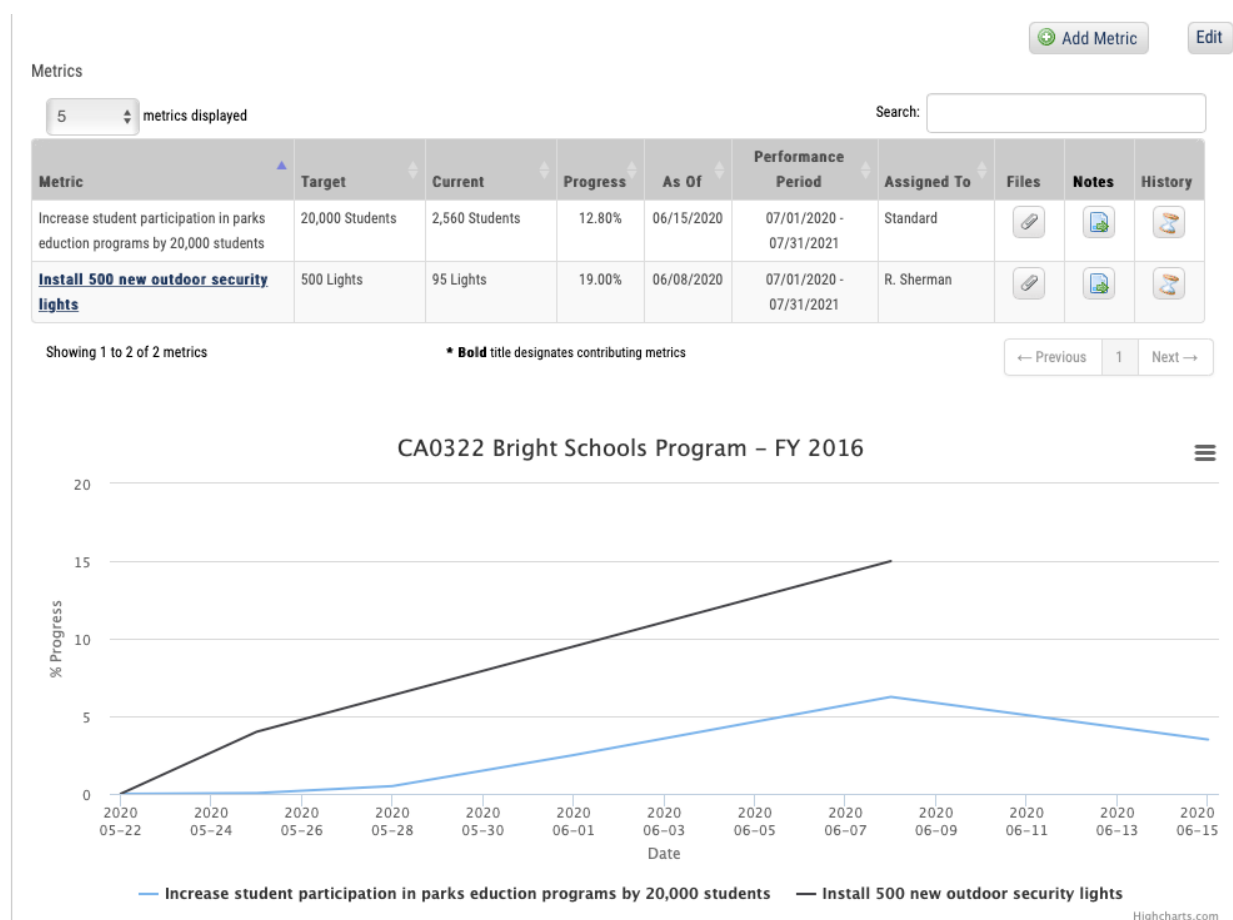 Add Metric Edit
Metrics
5 metrics displayed Search:
Metric Target Current Progress As Of Performance Period Assigned To Files Notes History
Increase student participation in parks 20,000 Students 2,560 Students 12.80% 06/15/2020 07/01/2020 - Standard
eduction programs by 20,000 students 07/31/2021
Install 500 new outdoor security 500 Lights 95 Lights 19.00% 06/08/2020 07/01/2020 - R. Sherman
lights 07/31/2021
Showing 1 to 2 of 2 metrics * Bold title designates contributing metrics ← Previous 1 Next →
CA0322 Bright Schools Program – FY 2016
20
15
10
5
0
% Progress
2020 2020 2020 2020 2020 2020 2020 2020 2020 2020 2020 2020 2020
05–22 05–24 05–26 05–28 05–30 06–01 06–03 06–05 06–07 06–09 06–11 06–13 06–15
Date
Increase student participation in parks eduction programs by 20,000 students Install 500 new outdoor security lights
Highcharts.com